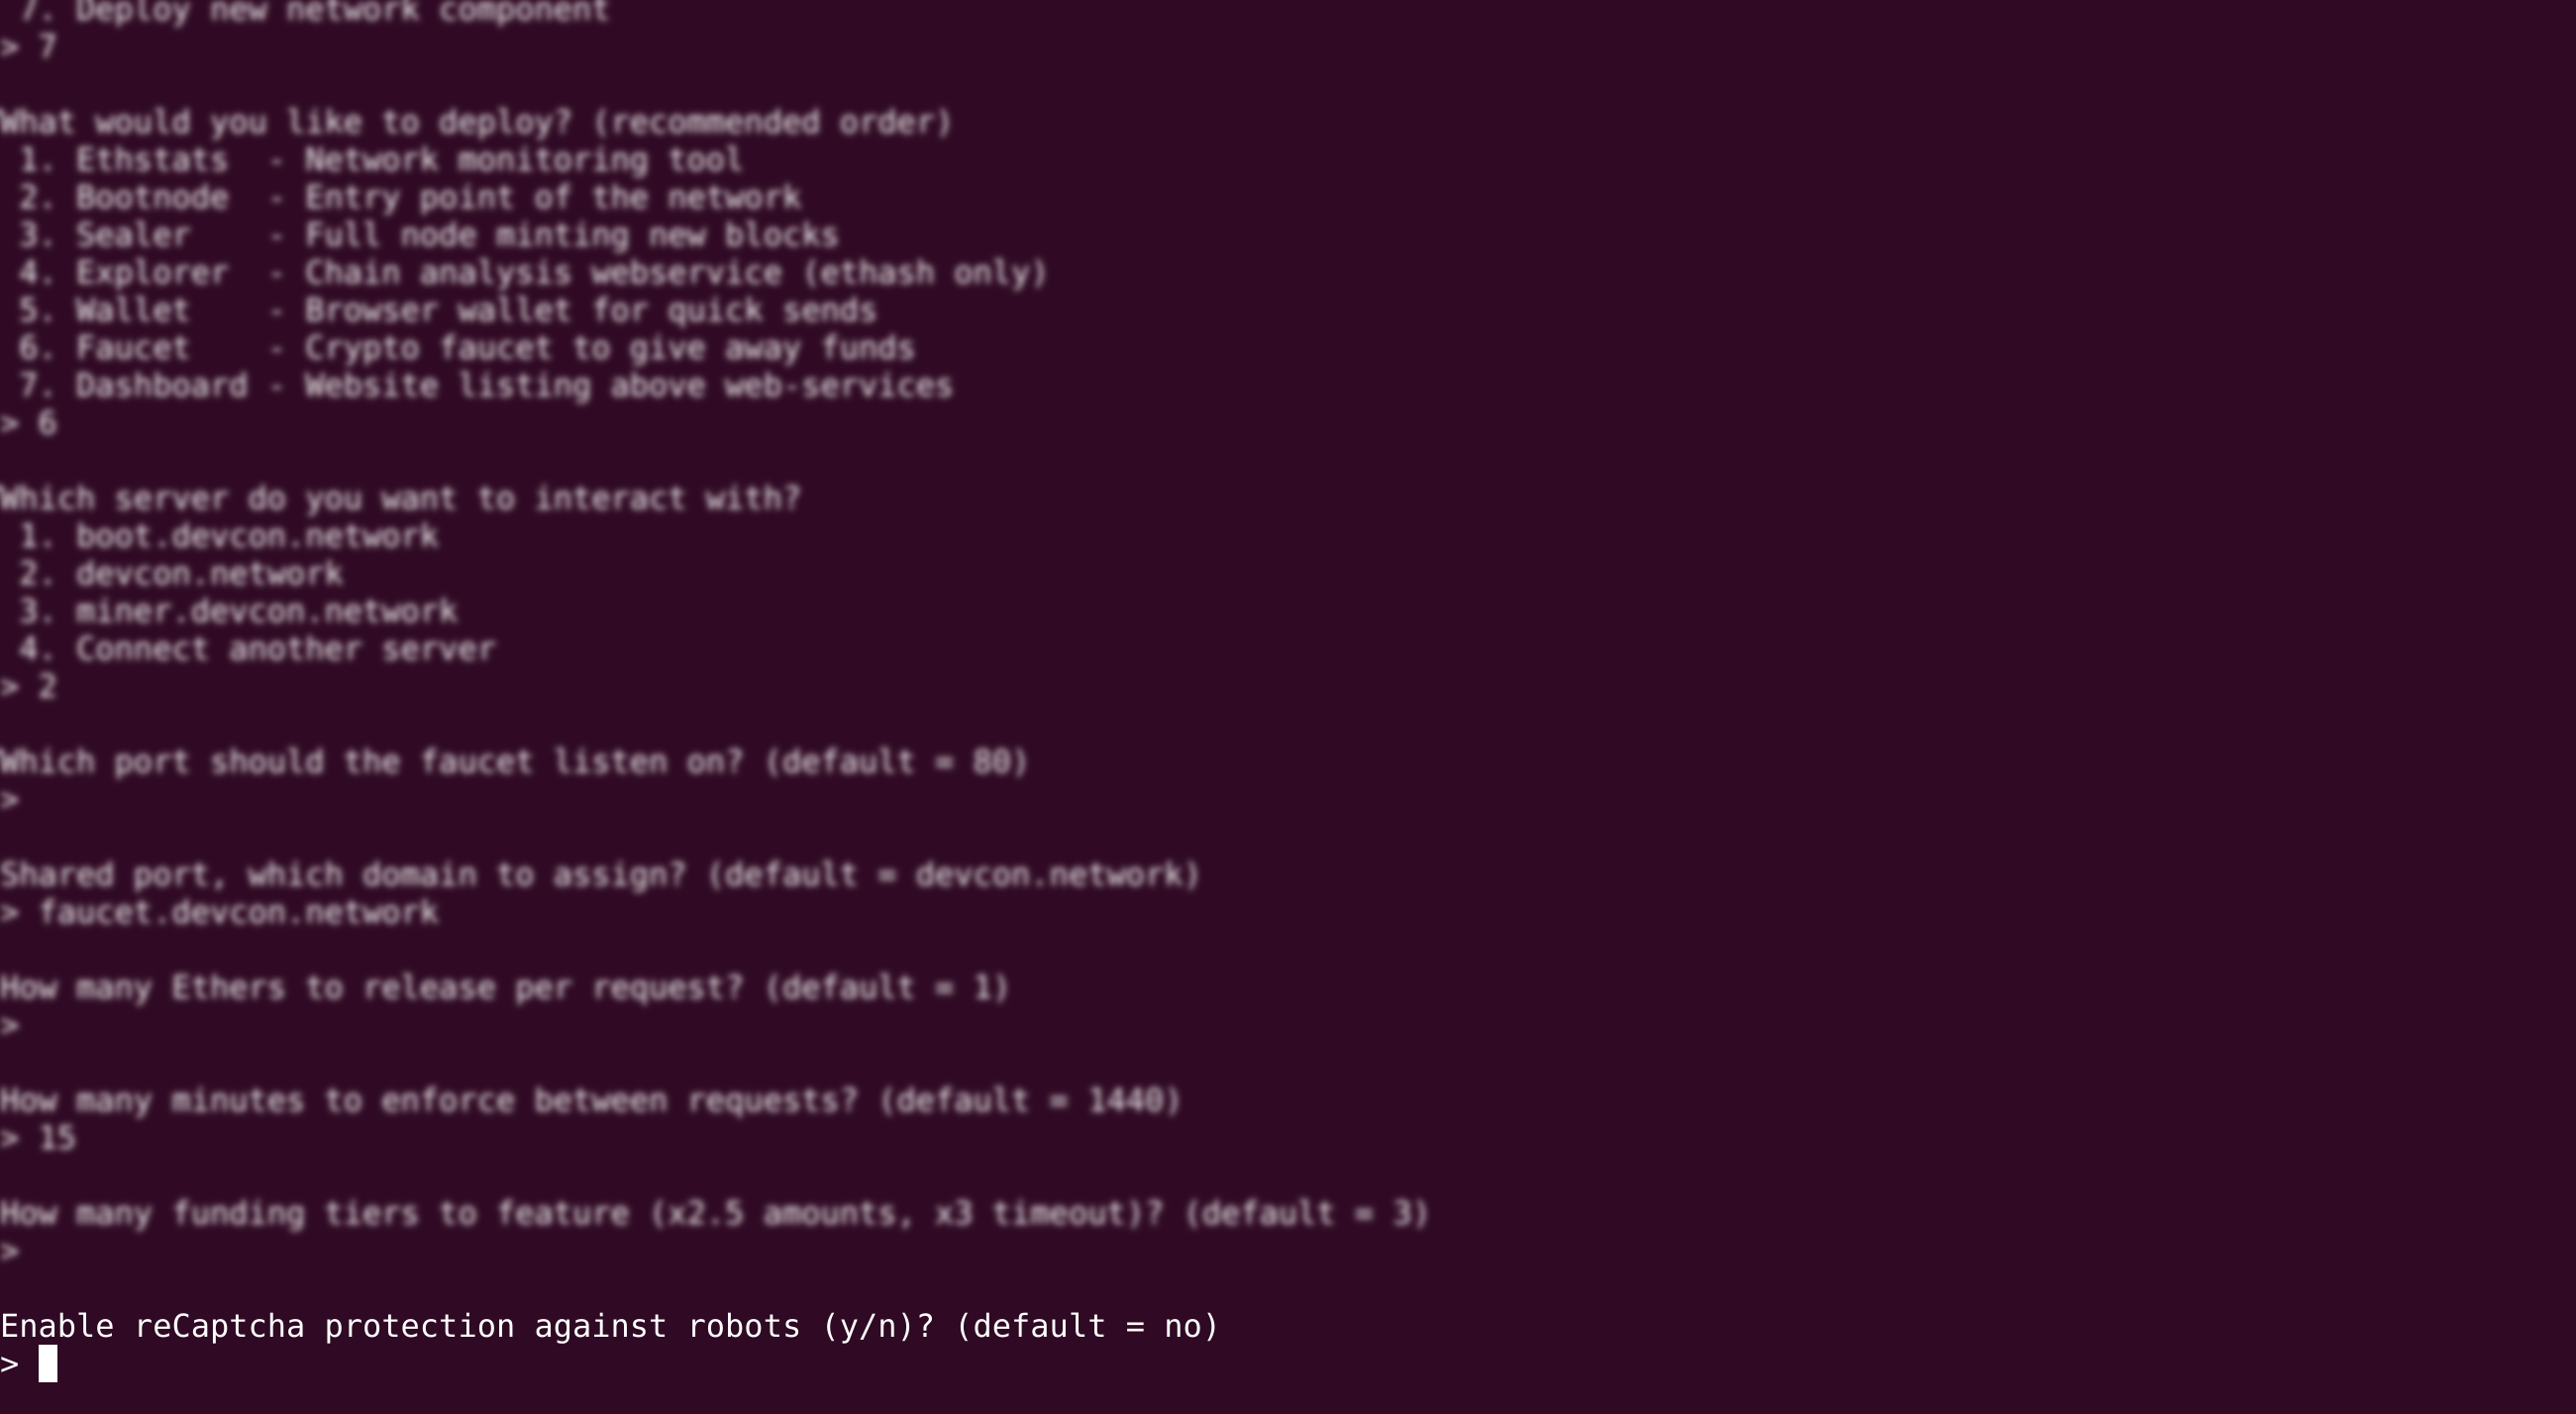 7. Deploy new network component
> 7
What would you like to deploy? (recommended order)
1. Ethstats - Network monitoring tool
2. Bootnode - Entry point of the network
3. Sealer - Full node minting new blocks
4. Explorer - Chain analysis webservice (ethash only)
5. Wallet - Browser wallet for quick sends
6. Faucet - Crypto faucet to give away funds
7. Dashboard - Website listing above web-services
> 6
Which server do you want to interact with?
1. boot.devcon.network
2. devcon.network
3. miner.devcon.network
4. Connect another server
> 2
Which port should the faucet listen on? (default = 80)
>
Shared port, which domain to assign? (default = devcon.network)
> faucet.devcon.network
How many Ethers to release per request? (default = 1)
>
How many minutes to enforce between requests? (default = 1440)
> 15
How many funding tiers to feature (x2.5 amounts, x3 timeout)? (default = 3)
>
Enable reCaptcha protection against robots (y/n)? (default = no)
>